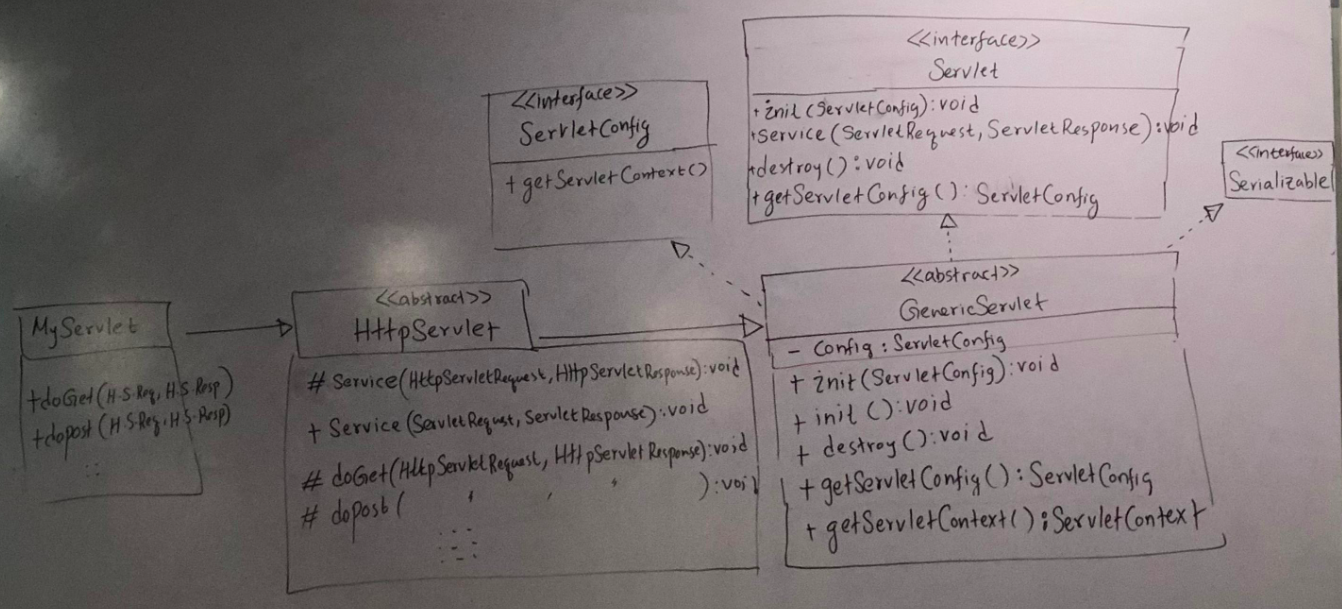 <<interface>>
Servlet
+init(ServletConfig):void
+service(ServletRequest, ServletResponse):void
+destroy():void
+getServletConfig(): ServletConfig
<<interface>>
ServletConfig
+getServletContext()
<<interface>>
Serializable
MyServlet
+doGet(H-S-Req, H-S-Resp)
+dopost(H-S-Req, H-S-Resp)
<<abstract>>
HttpServlet
# Service(HttpServletRequest, HttpServletResponse):void
+ Service(ServletRequest, ServletResponse):void
# doGet(HttpServletRequest, HttpServletResponse):void
# dopost( " , " ):void
<<abstract>>
GenericServlet
- Config: ServletConfig
+ init(ServletConfig):void
+ init():void
+ destroy():void
+ getServletConfig(): ServletConfig
+ getServletContext(): ServletContext